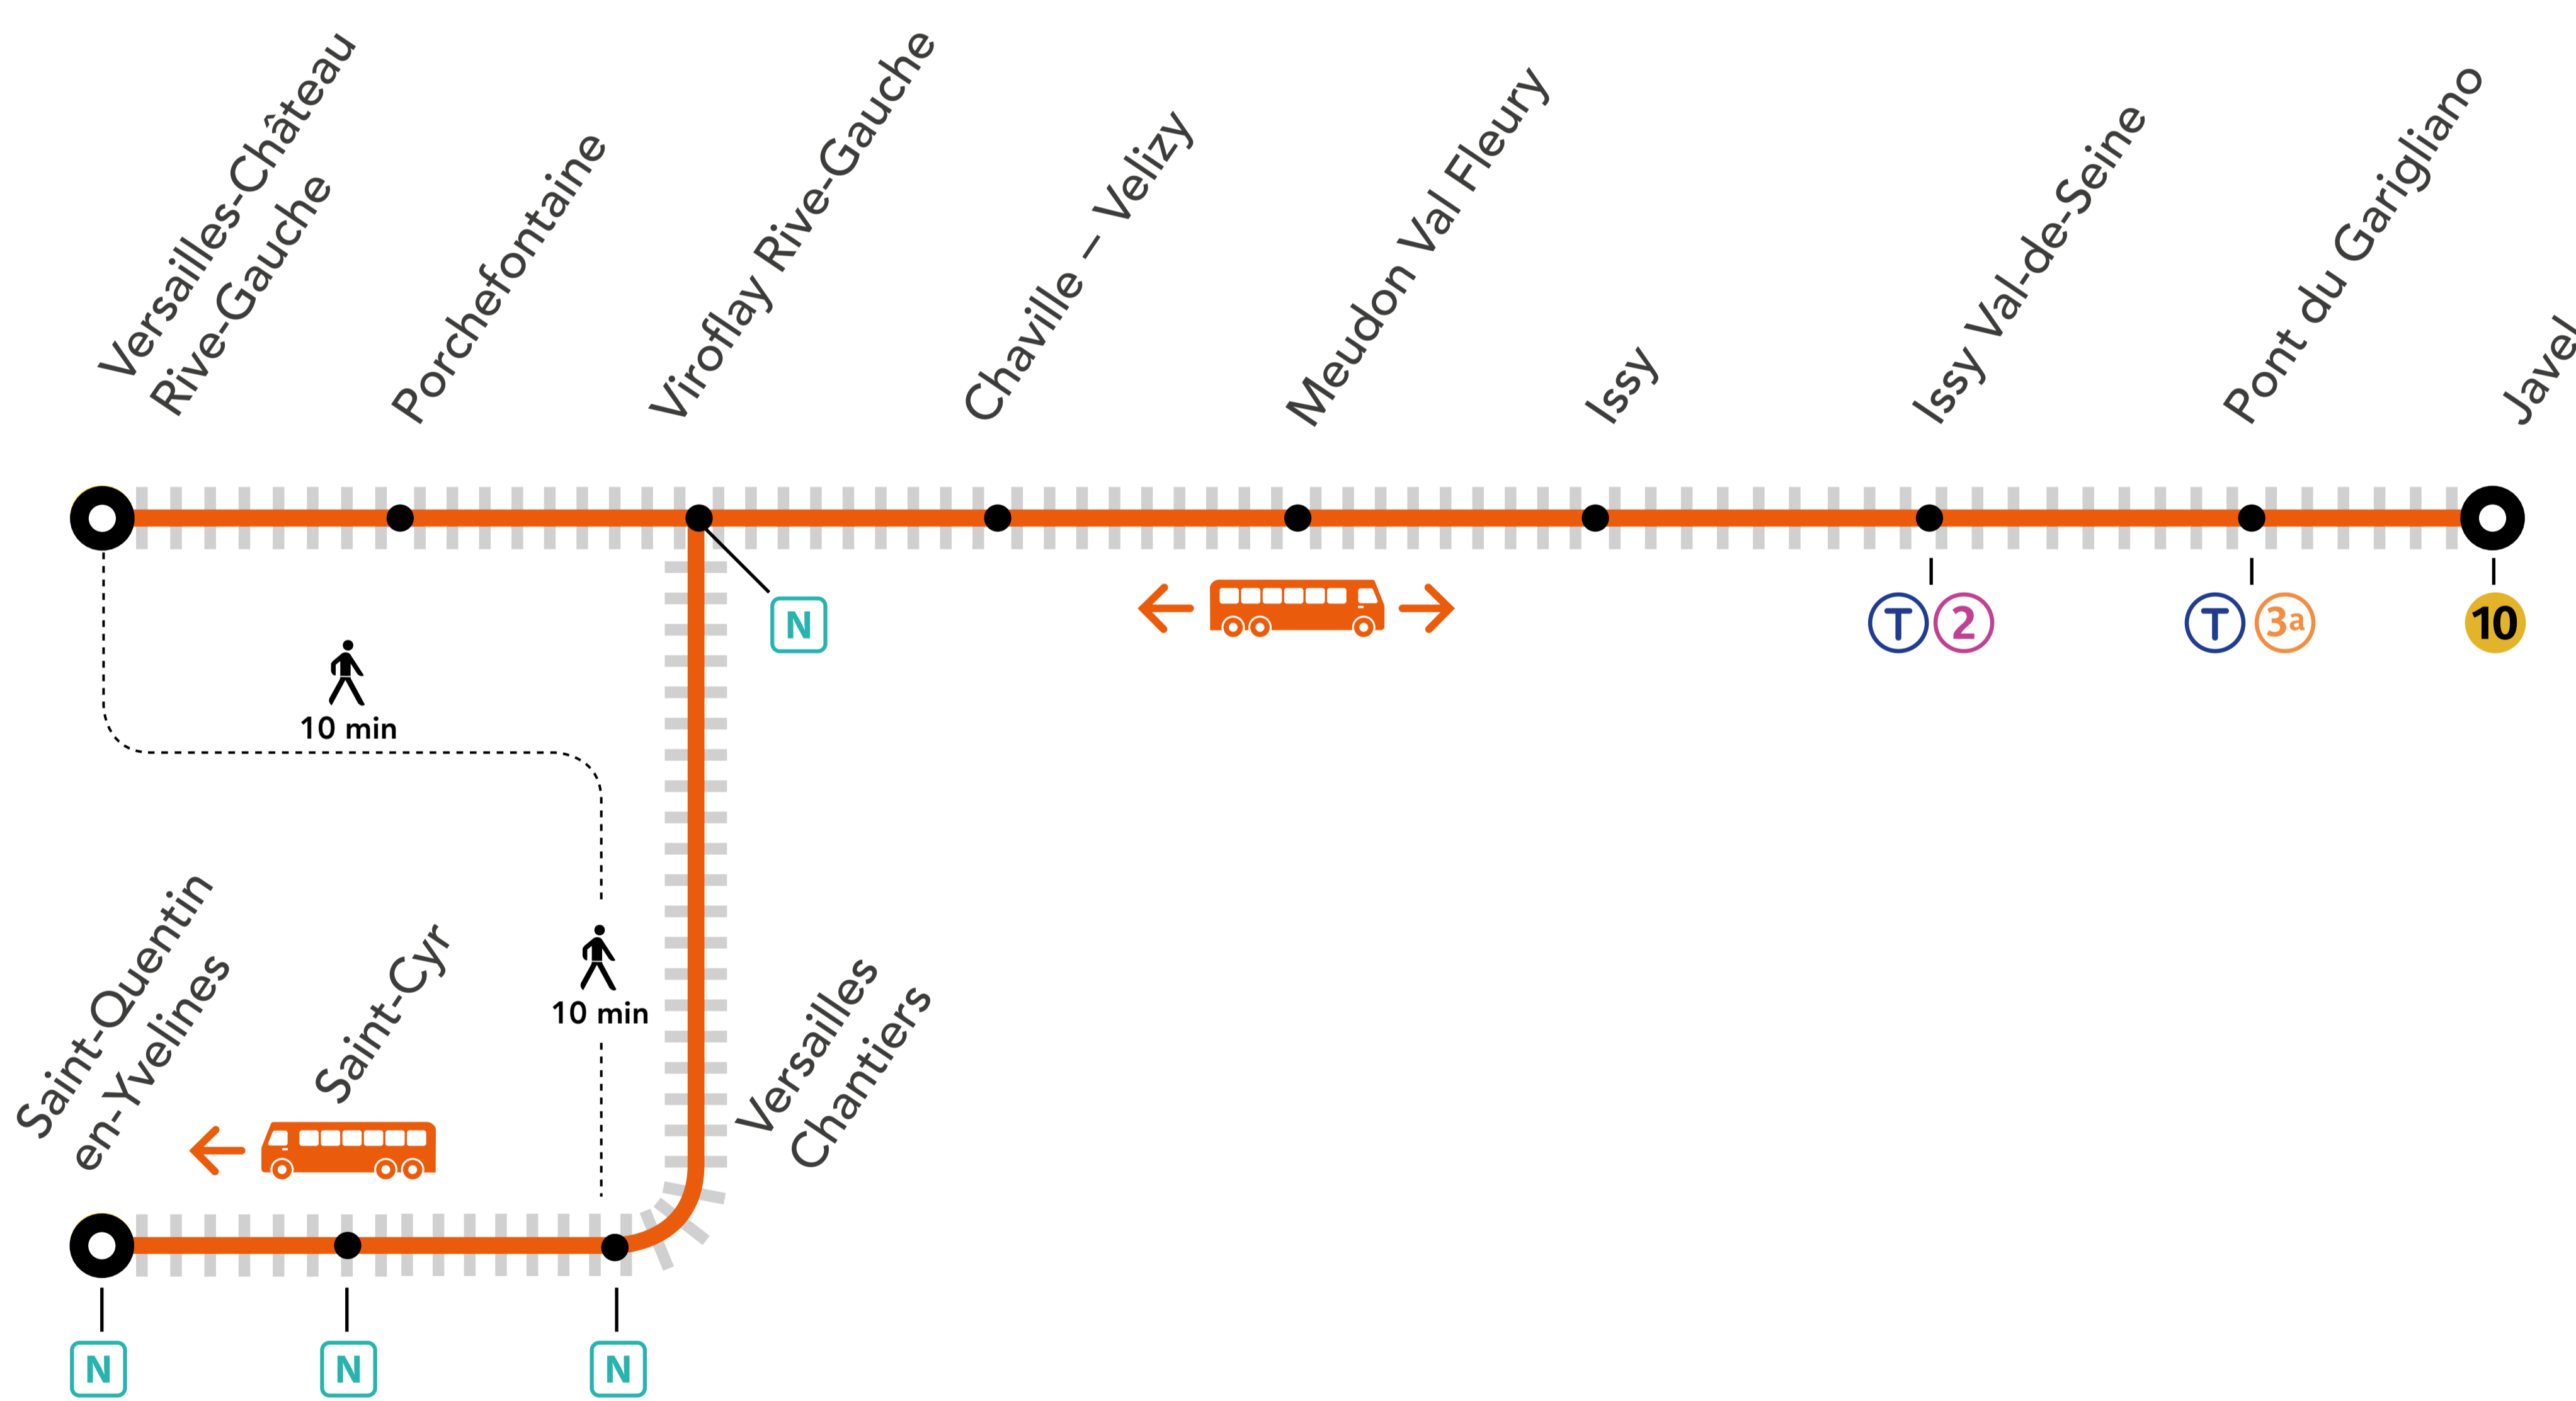 Versailles-Château
Rive-Gauche
Porchefontaine
Viroflay Rive-Gauche
Chaville – Velizy
Meudon Val Fleury
Issy
Issy Val-de-Seine
Pont du Garigliano
Javel
N
T 2
T 3a
10
10 min
10 min
Saint-Quentin
en-Yvelines
Saint-Cyr
Versailles
Chantiers
N
N
N